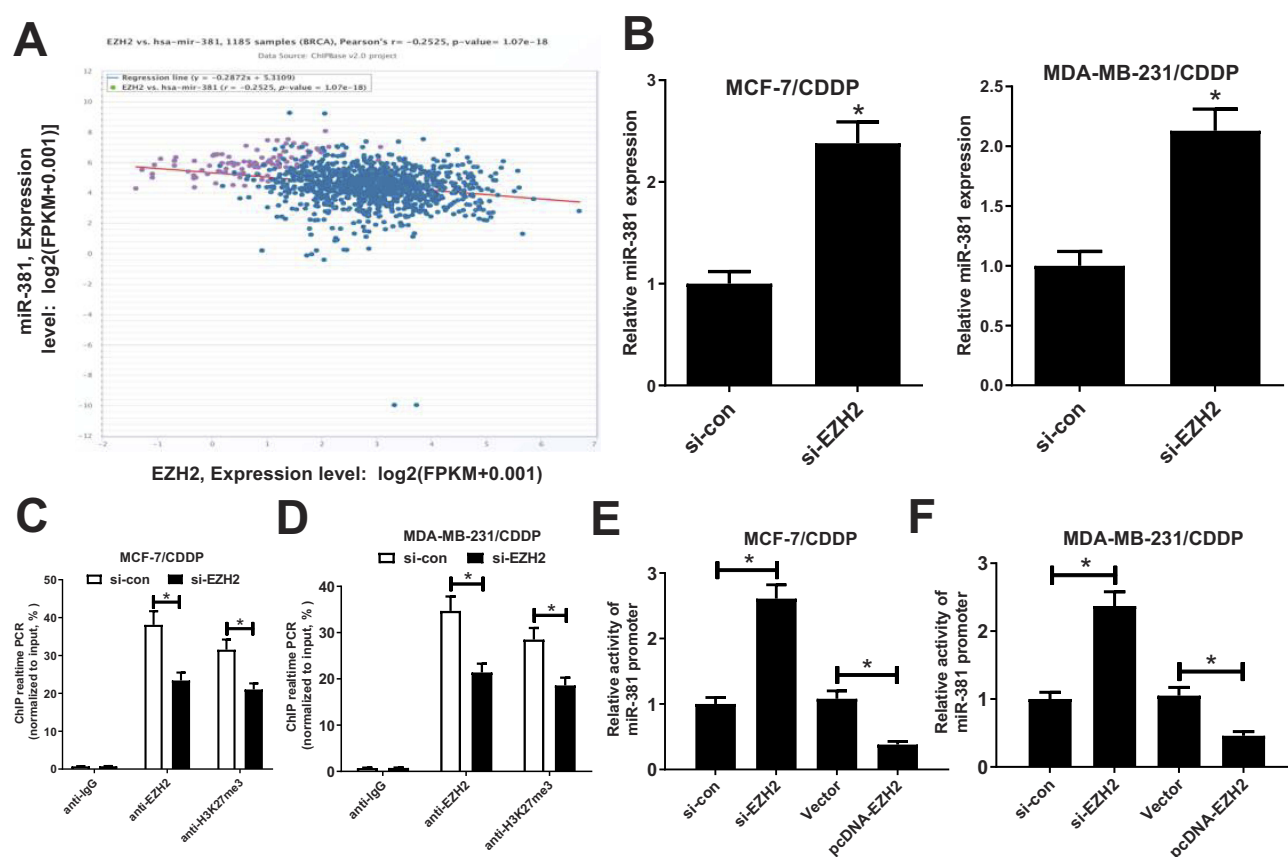 A
EZH2 vs. hsa-mir-381, 1185 samples (BRCA), Pearson's r= -0.2525, p-value= 1.07e-18
Data Source: ChIPBase v2.0 project
Regression line (y = -0.2872x + 5.3109)
EZH2 vs. hsa-mir-381 (r = -0.2525, p-value = 1.07e-18)
miR-381, Expression
level: log2(FPKM+0.001)]
12
10
8
6
4
2
0
-2
-4
-6
-8
-10
-12
-2
-1
0
1
2
3
4
5
6
7
EZH2, Expression level: log2(FPKM+0.001)
B
MCF-7/CDDP
Relative miR-381 expression
3
2
1
0
*
si-con
si-EZH2
MDA-MB-231/CDDP
Relative miR-381 expression
2.5
2.0
1.5
1.0
0.5
0.0
*
si-con
si-EZH2
C
MCF-7/CDDP
si-con
si-EZH2
ChIP realtime PCR
(normalized to input, %)
50
40
30
20
10
0
*
*
anti-IgG
anti-EZH2
anti-H3K27me3
D
MDA-MB-231/CDDP
si-con
si-EZH2
ChIP realtime PCR
(normalized to input, % )
40
30
20
10
0
*
*
anti-IgG
anti-EZH2
anti-H3K27me3
E
MCF-7/CDDP
Relative activity of
miR-381 promoter
3
2
1
0
*
*
si-con
si-EZH2
Vector
pcDNA-EZH2
F
MDA-MB-231/CDDP
Relative activity of
miR-381 promoter
3
2
1
0
*
*
si-con
si-EZH2
Vector
pcDNA-EZH2